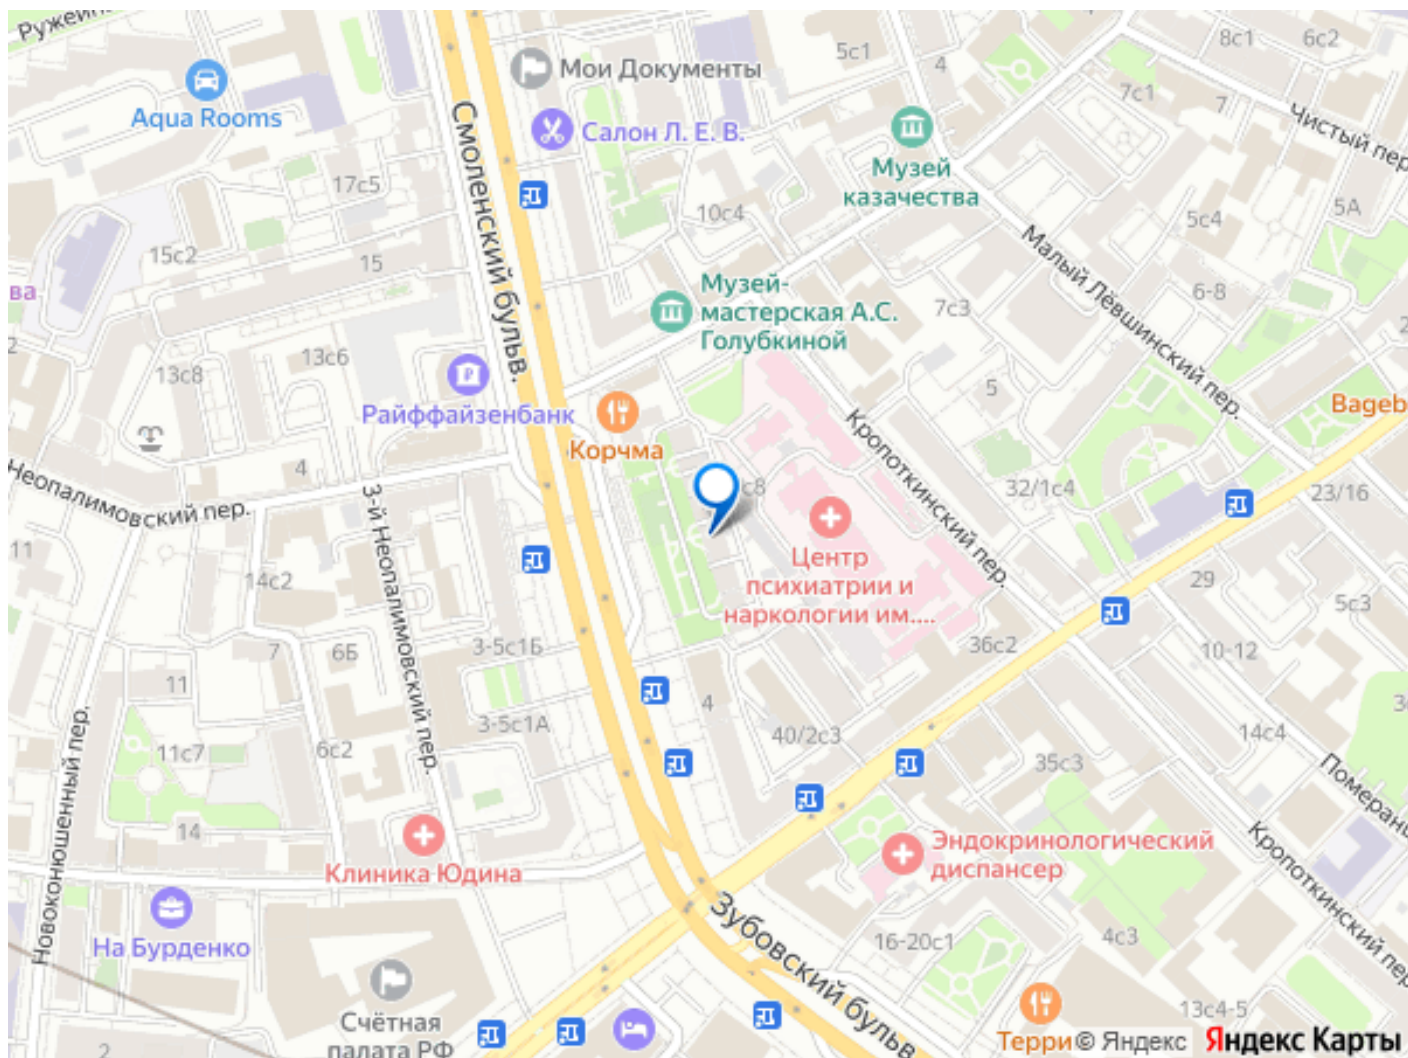 Ружейн
5с1
4
8с1
6с2
Мои Документы
Aqua Rooms
Салон Л. Е. В.
7с1
7
Чистый пер
Смоленский бульв.
Музей
казачества
17с5
10с4
5с4
5А
15с2
15
Малый Лёвшинский пер.
ва
2
Музей-
мастерская А.С.
Голубкиной
7с3
6-8
13с6
13с8
Райффайзенбанк
5
Кропоткинский пер.
Bageb
Корчма
Неопалимовский пер.
4
3-й Неопалимовский пер.
с8
32/1с4
23/16
11
14с2
Центр
психиатрии и
наркологии им....
29
5с3
7
6Б
3-5с1Б
36с2
10-12
11
4
3-5с1А
40/2с3
14с4
3
11с7
6с2
35с3
Померанц
Новоконюшенный пер.
14
Клиника Юдина
Эндокринологический
диспансер
Кропоткинский пер
На Бурденко
Зубовский бульв
16-20с1
4с3
Счётная
палата РФ
2
13с4-5
Терри
© Яндекс
Яндекс Карты